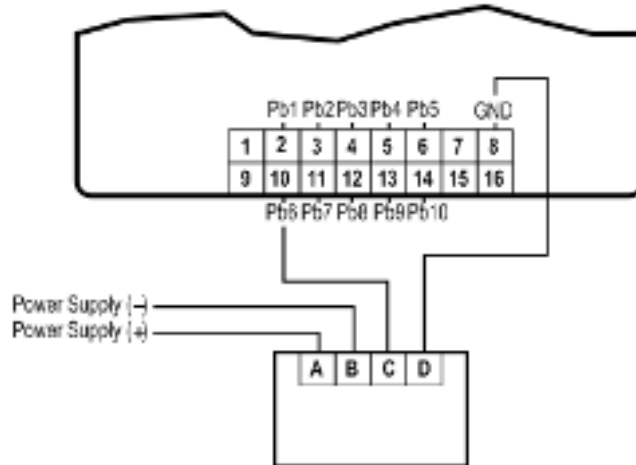 Pb1 Pb2 Pb3 Pb4 Pb5 GND
1 2 3 4 5 6 7 8
9 10 11 12 13 14 15 16
Pb6 Pb7 Pb8 Pb9 Pb10
Power Supply (–)
Power Supply (+)
A B C D